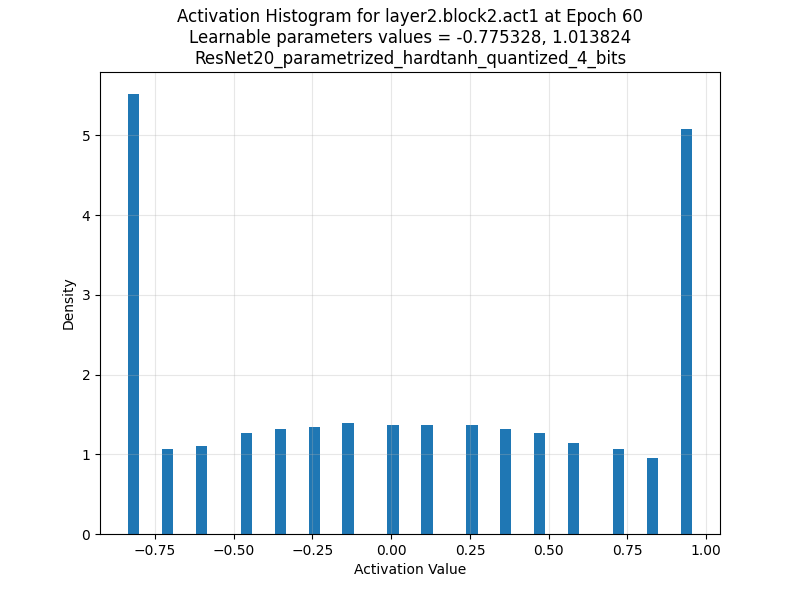 Activation Histogram for layer2.block2.act1 at Epoch 60
Learnable parameters values = -0.775328, 1.013824
ResNet20_parametrized_hardtanh_quantized_4_bits
Density
5
4
3
2
1
0
−0.75 −0.50 −0.25 0.00 0.25 0.50 0.75 1.00
Activation Value